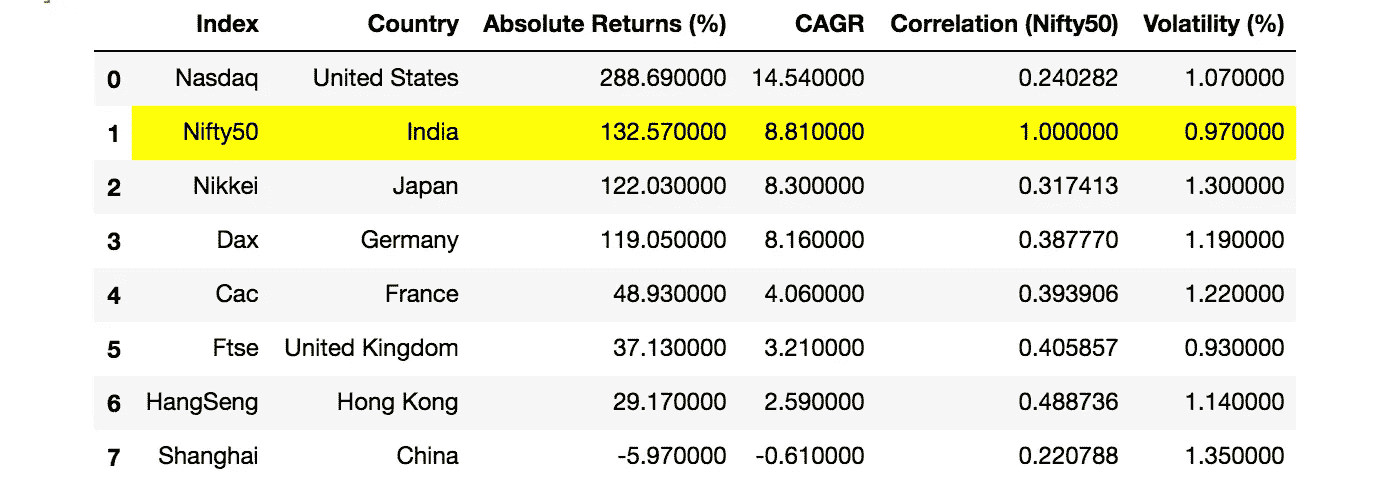 Index Country Absolute Returns (%) CAGR Correlation (Nifty50) Volatility (%)
0 Nasdaq United States 288.690000 14.540000 0.240282 1.070000
1 Nifty50 India 132.570000 8.810000 1.000000 0.970000
2 Nikkei Japan 122.030000 8.300000 0.317413 1.300000
3 Dax Germany 119.050000 8.160000 0.387770 1.190000
4 Cac France 48.930000 4.060000 0.393906 1.220000
5 Ftse United Kingdom 37.130000 3.210000 0.405857 0.930000
6 HangSeng Hong Kong 29.170000 2.590000 0.488736 1.140000
7 Shanghai China -5.970000 -0.610000 0.220788 1.350000